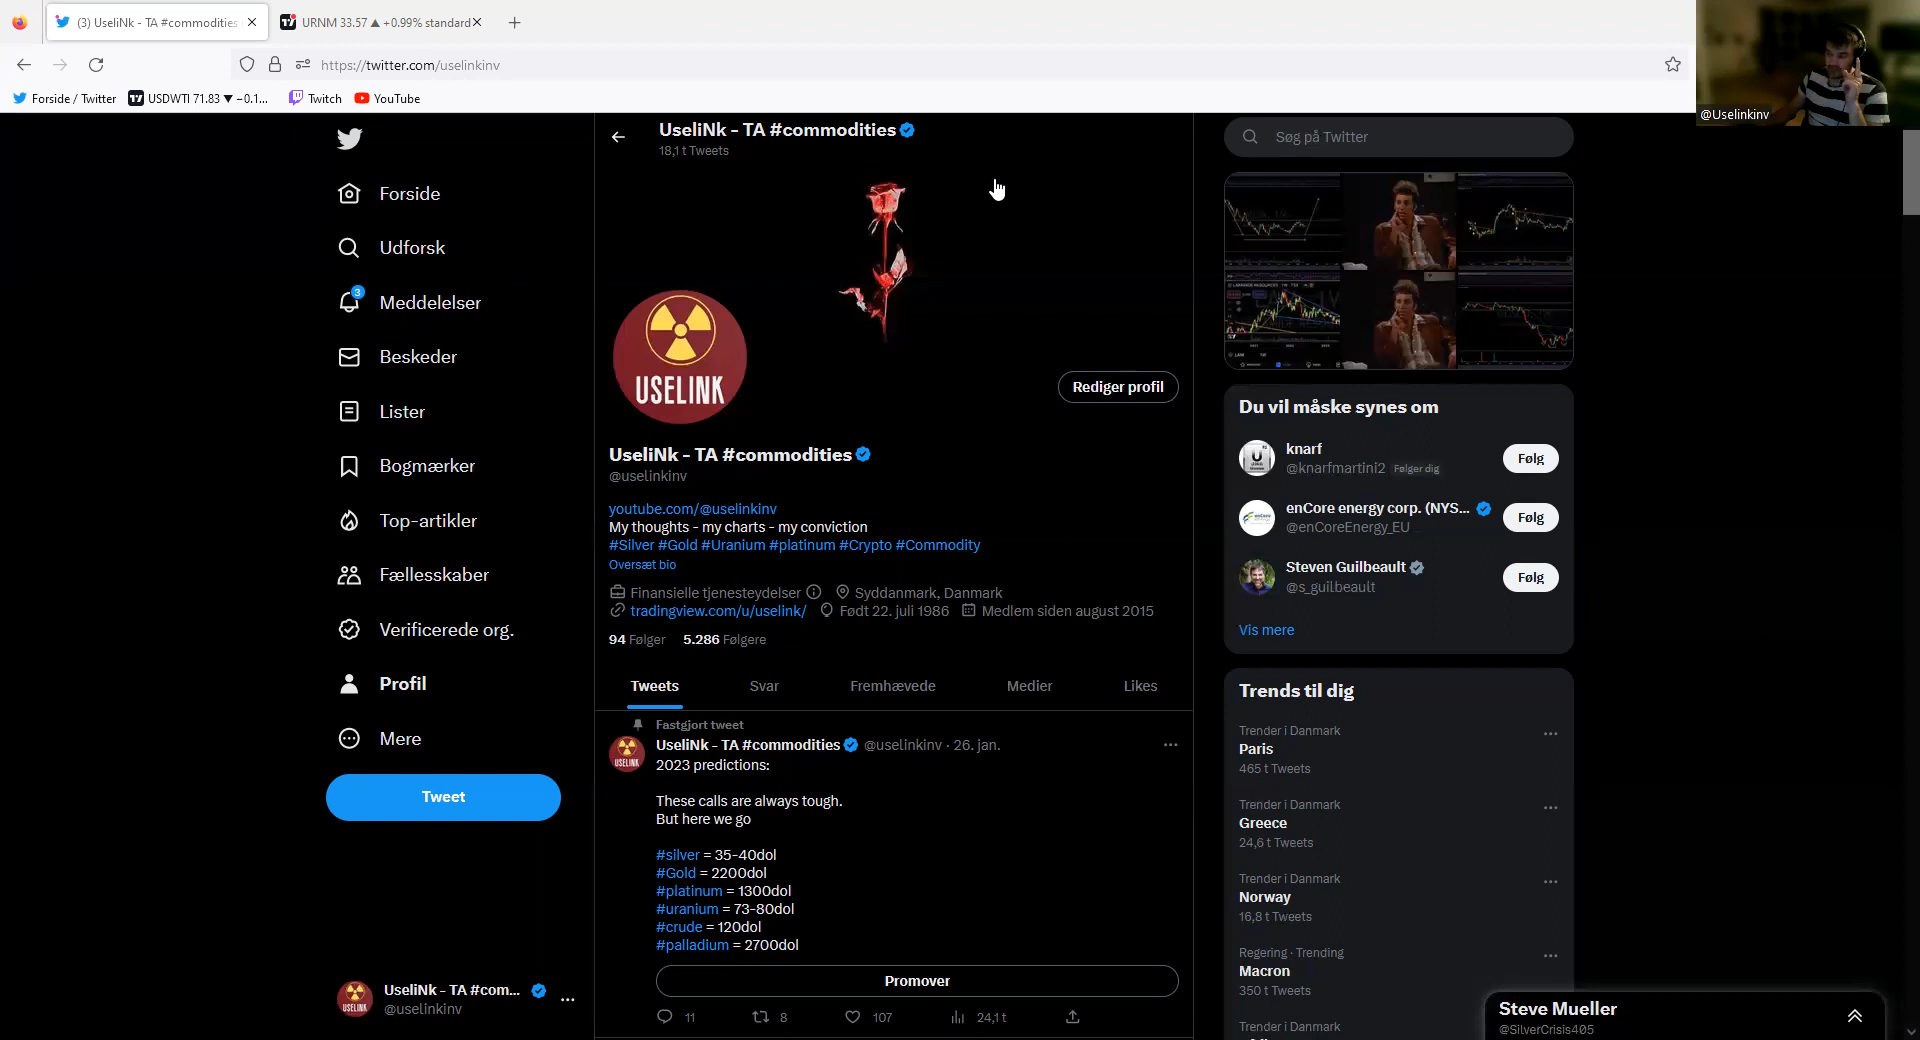 (3) UseliNk - TA #commodities
URNM 33.57 ▲ +0.99% standard
https://twitter.com/uselinkinv
Forside / Twitter
USDWTI 71.83 ▼ −0.1...
Twitch
YouTube
@Uselinkinv
UseliNk - TA #commodities
18,1 t Tweets
Forside
Udforsk
3
Meddelelser
Beskeder
Lister
Bogmærker
Top-artikler
Fællesskaber
Verificerede org.
Profil
Mere
Tweet
UseliNk - TA #com...
@uselinkinv
USELINK
Rediger profil
UseliNk - TA #commodities
@uselinkinv
youtube.com/@uselinkinv
My thoughts - my charts - my conviction
#Silver #Gold #Uranium #platinum #Crypto #Commodity
Oversæt bio
Finansielle tjenesteydelser Syddanmark, Danmark
tradingview.com/u/uselink/ Født 22. juli 1986 Medlem siden august 2015
94 Følger 5.286 Følgere
Tweets Svar Fremhævede Medier Likes
Fastgjort tweet
UseliNk - TA #commodities @uselinkinv · 26. jan.
USELINK
2023 predictions:
These calls are always tough.
But here we go
#silver = 35-40dol
#Gold = 2200dol
#platinum = 1300dol
#uranium = 73-80dol
#crude = 120dol
#palladium = 2700dol
Promover
11 8 107 24,1 t
Søg på Twitter
Du vil måske synes om
knarf
@knarfmartini2 Følger dig
Følg
enCore energy corp. (NYS...
@enCoreEnergy_EU
Følg
Steven Guilbeault
@s_guilbeault
Følg
Vis mere
Trends til dig
Trender i Danmark
Paris
465 t Tweets
Trender i Danmark
Greece
24,6 t Tweets
Trender i Danmark
Norway
16,8 t Tweets
Regering · Trending
Macron
350 t Tweets
Trender i Danmark
Steve Mueller
@SilverCrisis405